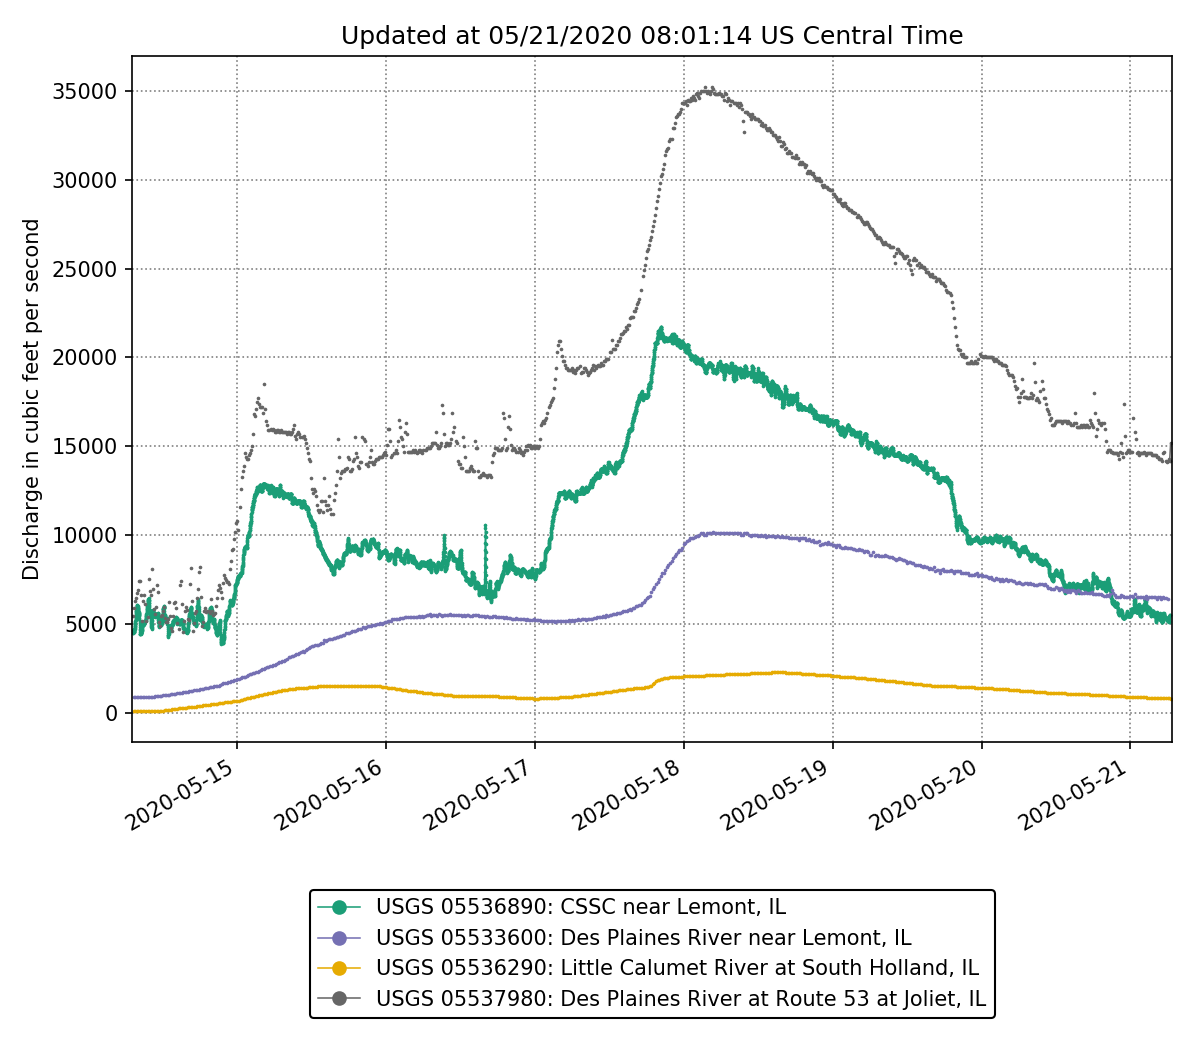 Updated at 05/21/2020 08:01:14 US Central Time
Discharge in cubic feet per second
35000
30000
25000
20000
15000
10000
5000
0
2020-05-15
2020-05-16
2020-05-17
2020-05-18
2020-05-19
2020-05-20
2020-05-21
USGS 05536890: CSSC near Lemont, IL
USGS 05533600: Des Plaines River near Lemont, IL
USGS 05536290: Little Calumet River at South Holland, IL
USGS 05537980: Des Plaines River at Route 53 at Joliet, IL